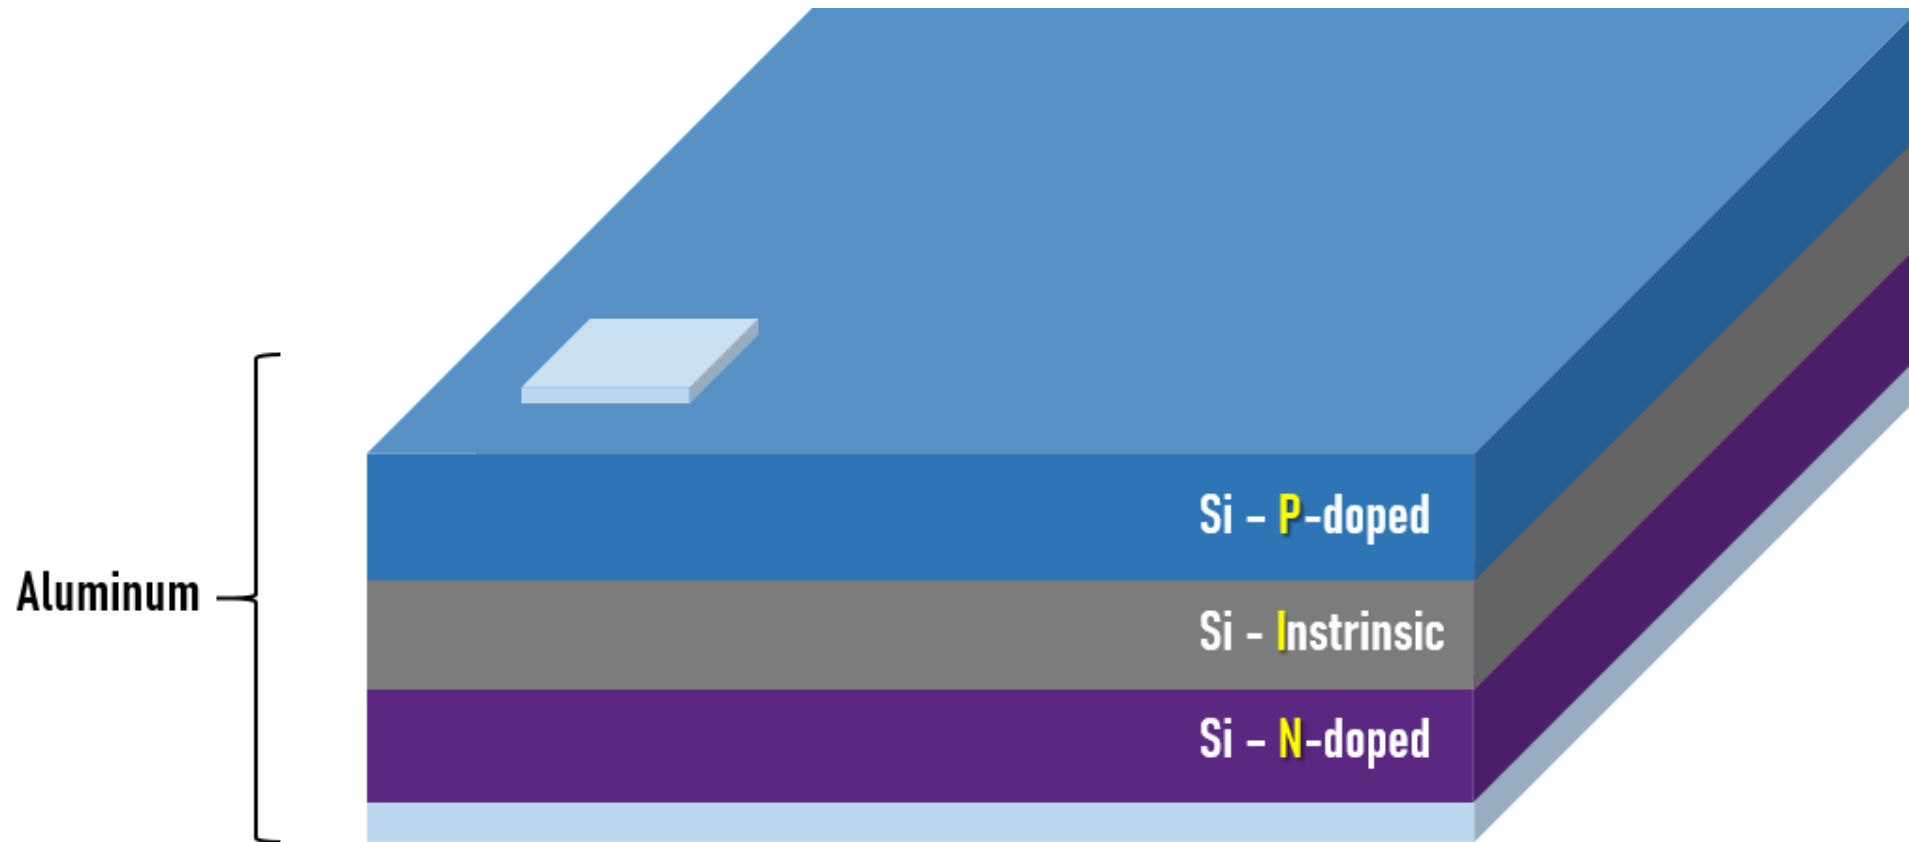 Si - P-doped
Aluminum
Si - Instrinsic
Si - N-doped